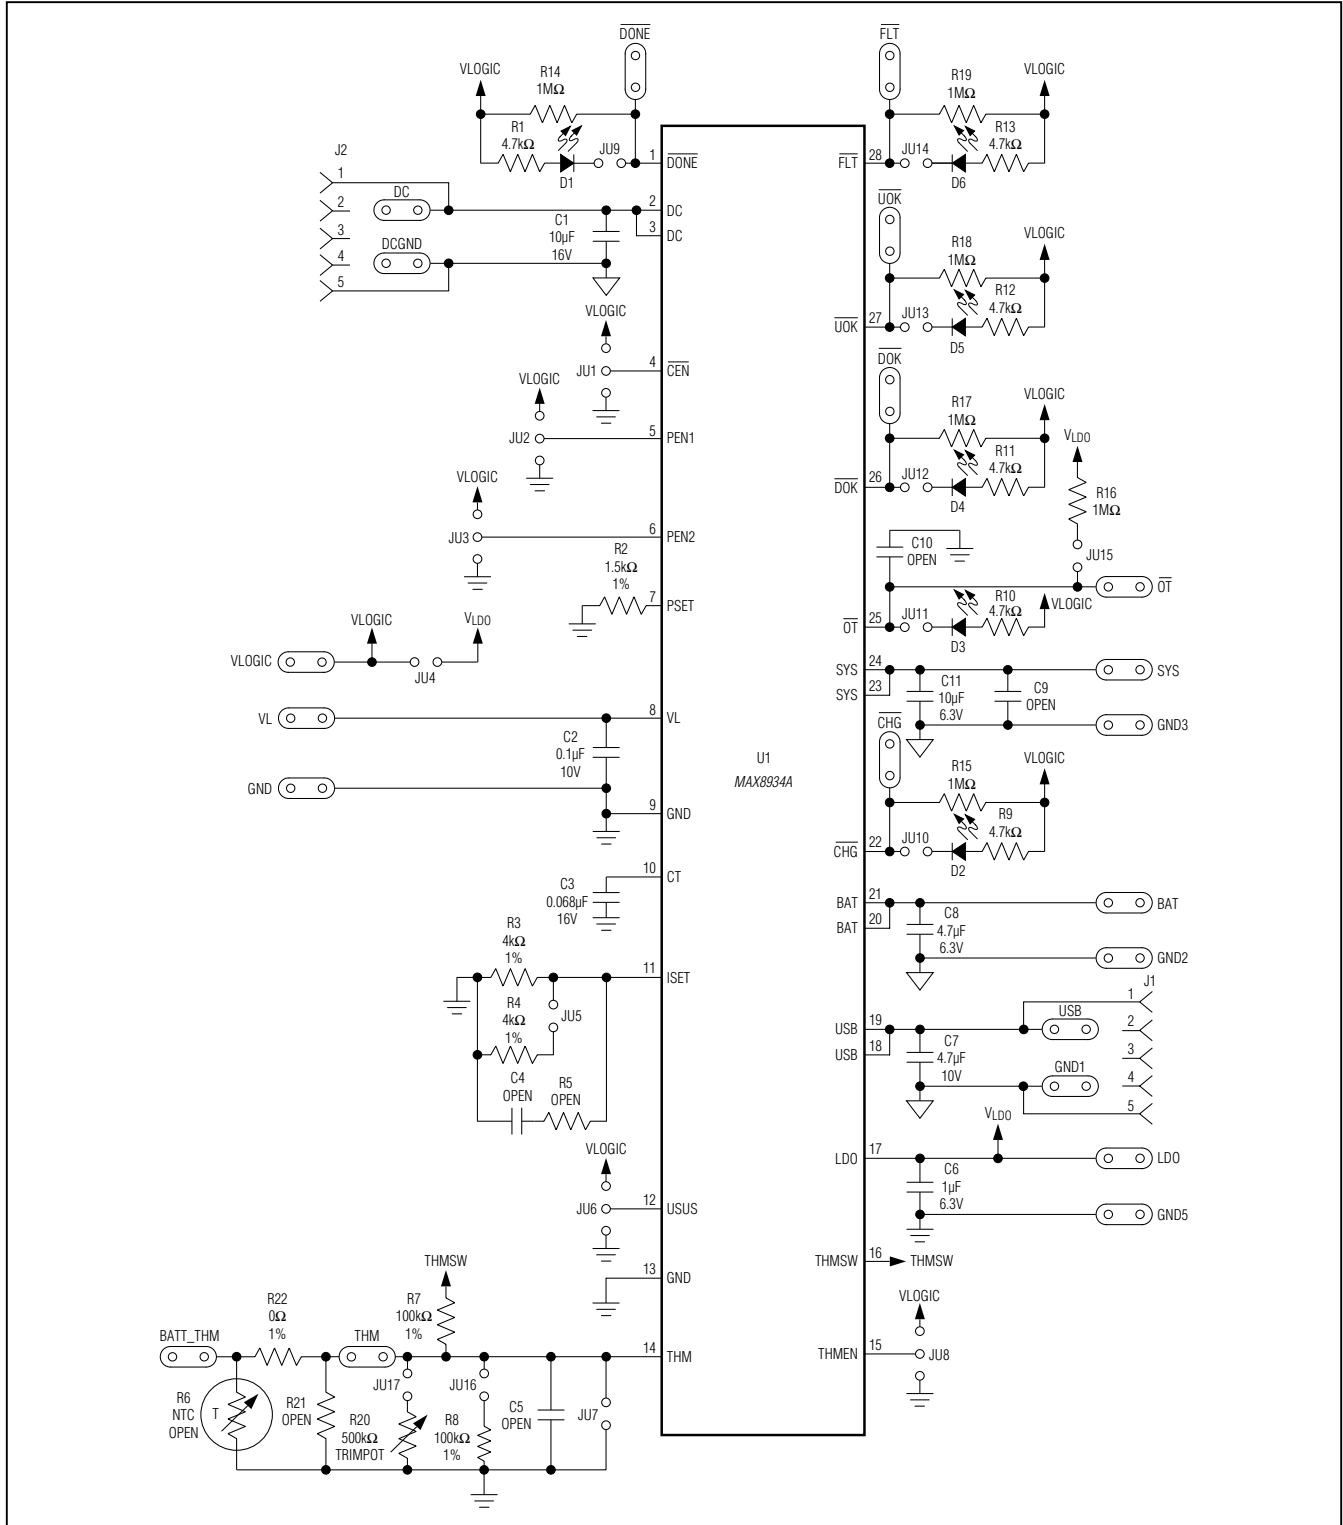 DONE
FLT
VLOGIC
R14
1MΩ
R19
1MΩ
VLOGIC
R1
4.7kΩ
R13
4.7kΩ
J2
JU9
1
DONE
FLT
28
JU14
D1
D6
1
DC
2
3
4
5
DCGND
C1
10µF
16V
2
DC
3
DC
UOK
VLOGIC
R18
1MΩ
R12
4.7kΩ
UOK
27
JU13
D5
VLOGIC
JU1
4
CEN
DOK
VLOGIC
JU2
5
PEN1
R17
1MΩ
VLOGIC
R11
4.7kΩ
VLDO
DOK
26
JU12
D4
R16
1MΩ
VLOGIC
JU3
6
PEN2
C10
OPEN
JU15
OT
R2
1.5kΩ
1%
7
PSET
R10
4.7kΩ
VLOGIC
OT
25
JU11
D3
VLOGIC
VLDO
VLOGIC
JU4
SYS
24
SYS
23
C11
10µF
6.3V
C9
OPEN
SYS
GND3
VL
8
VL
C2
0.1µF
10V
CHG
U1
MAX8934A
GND
9
GND
R15
1MΩ
VLOGIC
R9
4.7kΩ
CHG
22
JU10
D2
10
CT
C3
0.068µF
16V
BAT
21
BAT
20
C8
4.7µF
6.3V
BAT
GND2
R3
4kΩ
1%
11
ISET
R4
4kΩ
1%
JU5
C4
OPEN
R5
OPEN
J1
1
USB
2
3
4
5
GND1
USB
19
USB
18
C7
4.7µF
10V
VLDO
LDO
17
C6
1µF
6.3V
LDO
GND5
VLOGIC
JU6
12
USUS
13
GND
THMSW
16
THMSW
THMSW
VLOGIC
R22
0Ω
1%
R7
100kΩ
1%
BATT_THM
THM
14
THM
THMEN
15
JU8
R6
NTC
OPEN
T
R21
OPEN
JU17
R20
500kΩ
TRIMPOT
JU16
R8
100kΩ
1%
C5
OPEN
JU7